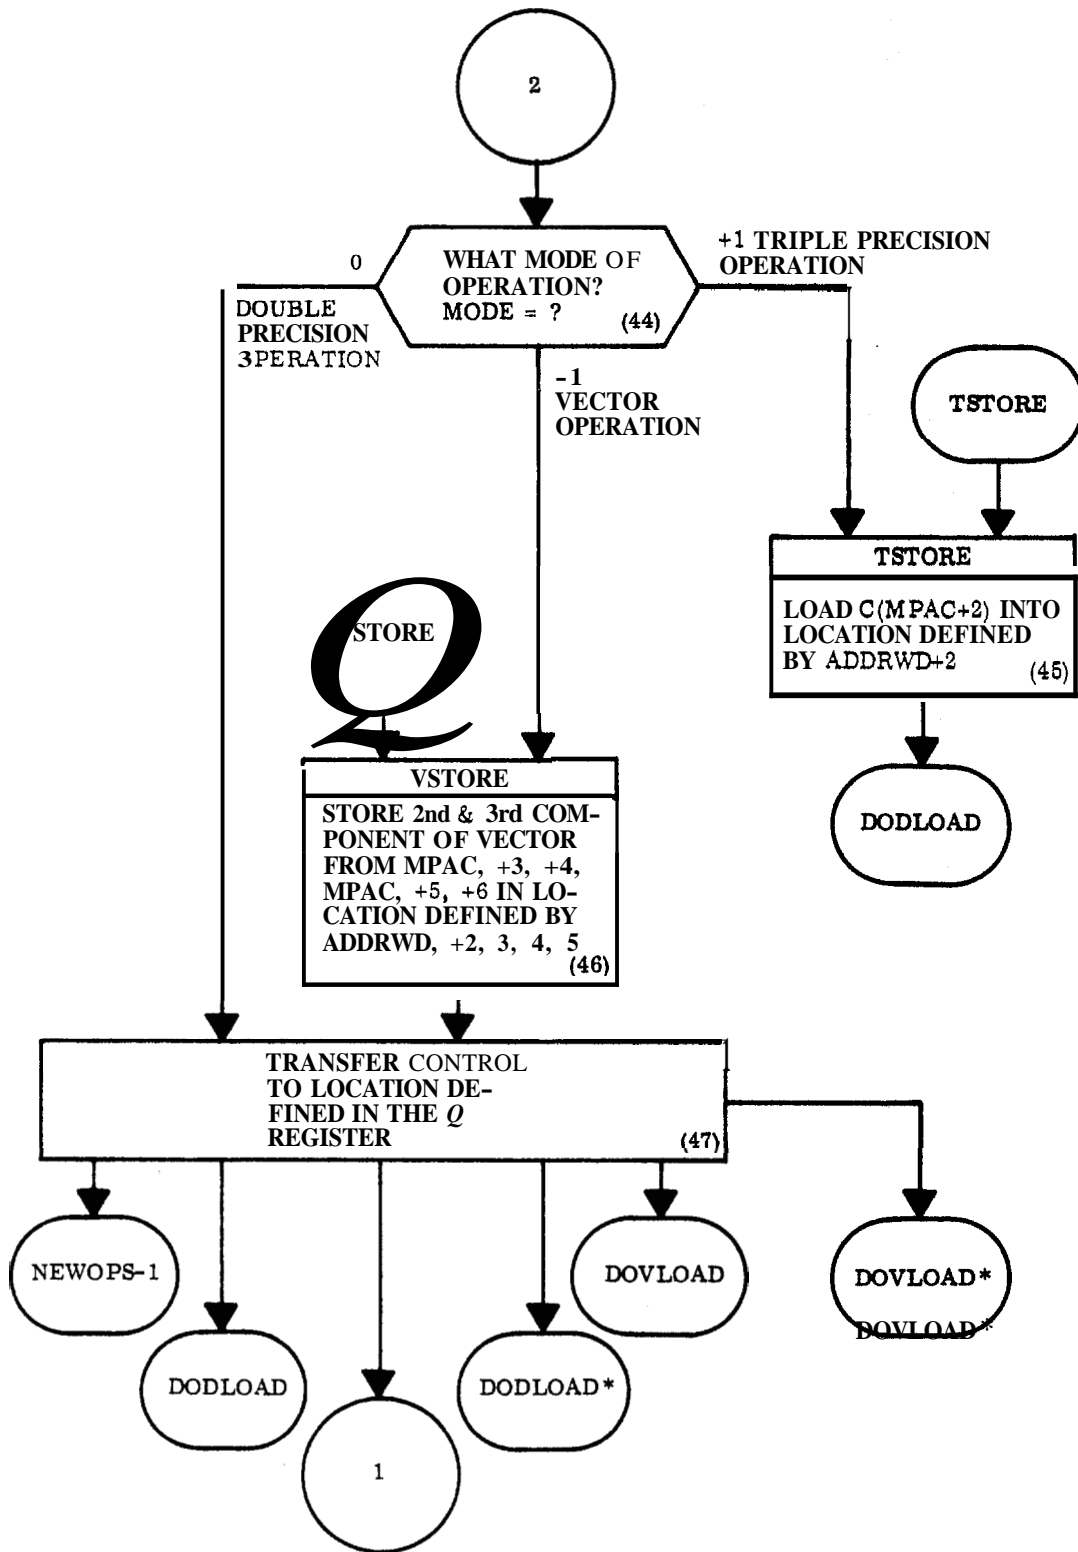 2
WHAT MODE OF
OPERATION?
MODE = ?
(44)
0
DOUBLE
PRECISION
3PERATION
+1 TRIPLE PRECISION
OPERATION
-1
VECTOR
OPERATION
TSTORE
TSTORE
LOAD C(MPAC+2) INTO
LOCATION DEFINED
BY ADDRWD+2
(45)
DODLOAD
Q
STORE
VSTORE
STORE 2nd & 3rd COM-
PONENT OF VECTOR
FROM MPAC, +3, +4,
MPAC, +5, +6 IN LO-
CATION DEFINED BY
ADDRWD, +2, 3, 4, 5
(46)
TRANSFER CONTROL
TO LOCATION DE-
FINED IN THE Q
REGISTER
(47)
NEWOPS-1
DODLOAD
1
DODLOAD*
DOVLOAD
DOVLOAD*
DOVLOAD*